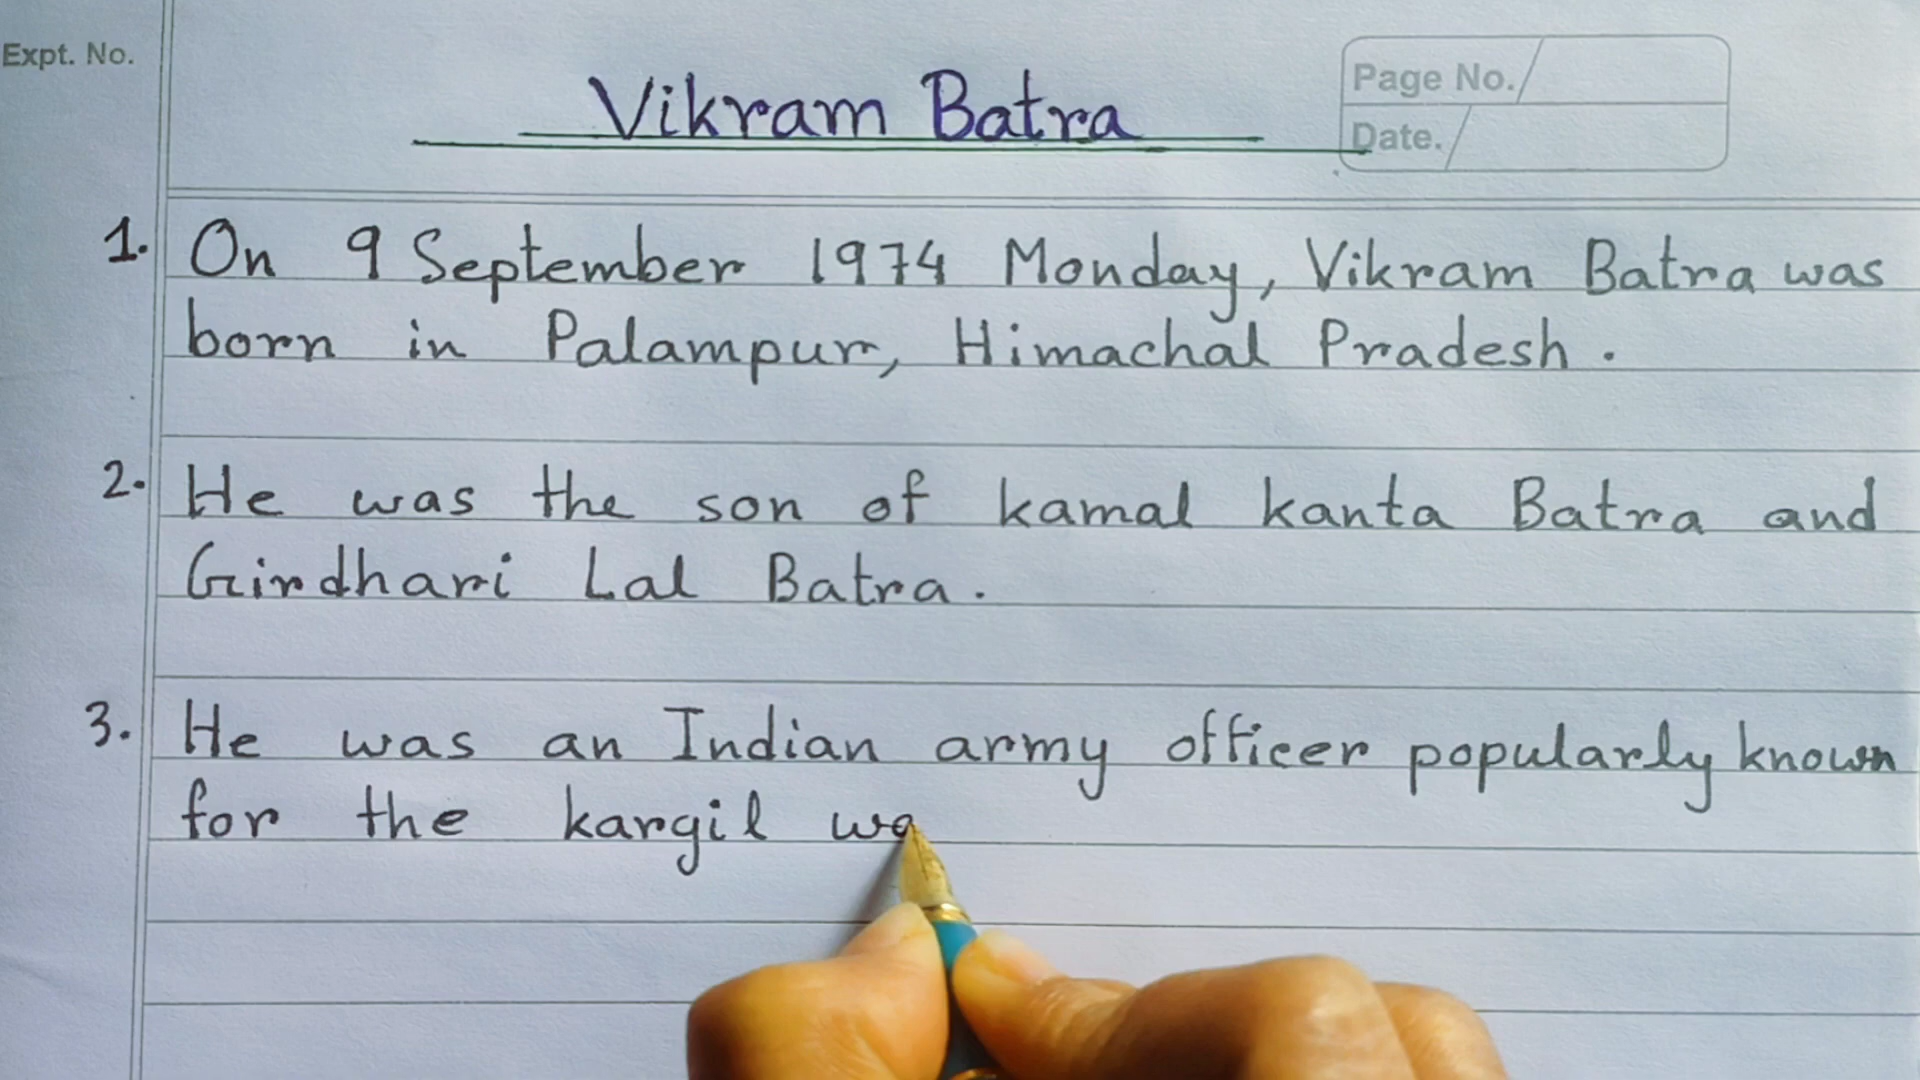 Expt. No.
Vikram Batra
Page No.
Date.
1. On 9 September 1974 Monday, Vikram Batra was
born in Palampur, Himachal Pradesh.
2. He was the son of kamal kanta Batra and
Girdhari Lal Batra.
3. He was an Indian army officer popularly known
for the kargil wa